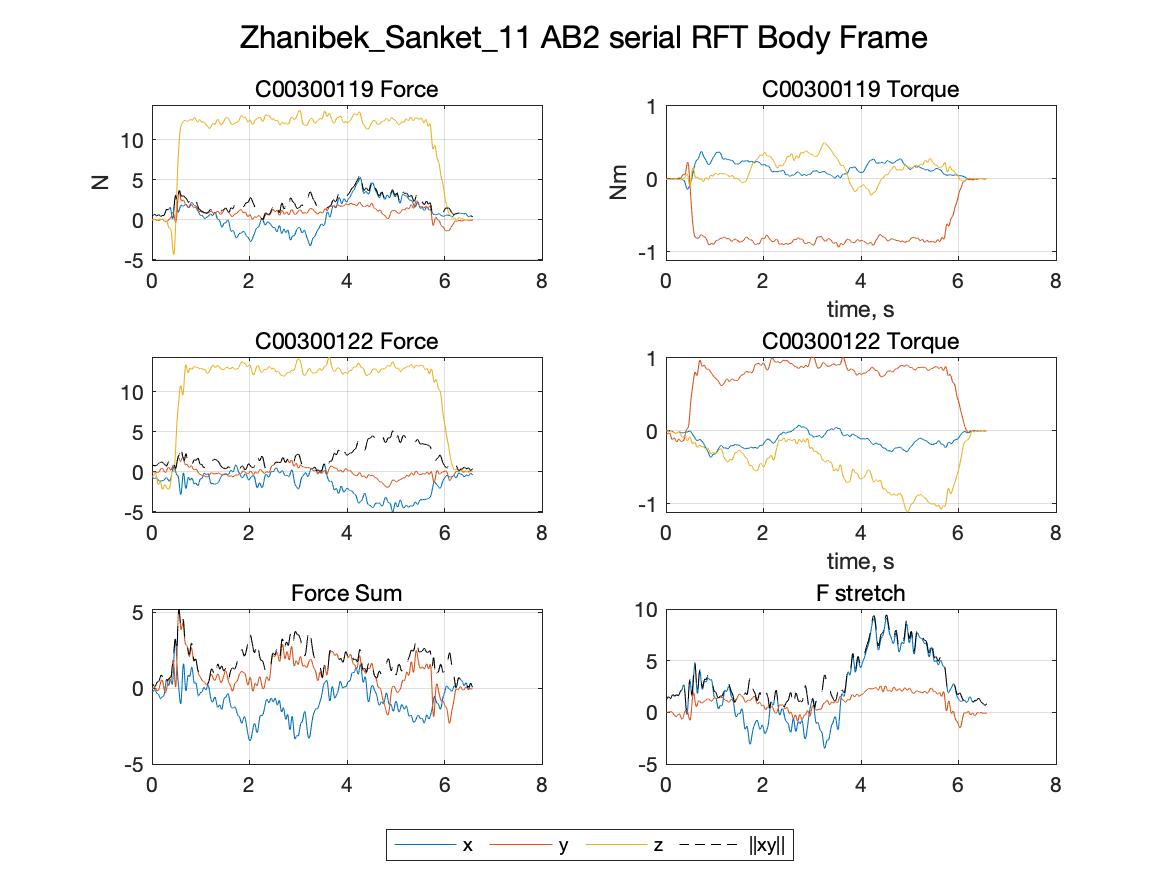 Zhanibek_Sanket_11 AB2 serial RFT Body Frame
C00300119 Force
N
10
5
0
-5
0 2 4 6 8
C00300119 Torque
Nm
1
0
-1
0 2 4 6 8
time, s
C00300122 Force
10
5
0
-5
0 2 4 6 8
C00300122 Torque
1
0
-1
0 2 4 6 8
time, s
Force Sum
5
0
-5
0 2 4 6 8
F stretch
10
5
0
-5
0 2 4 6 8
x y z ||xy||